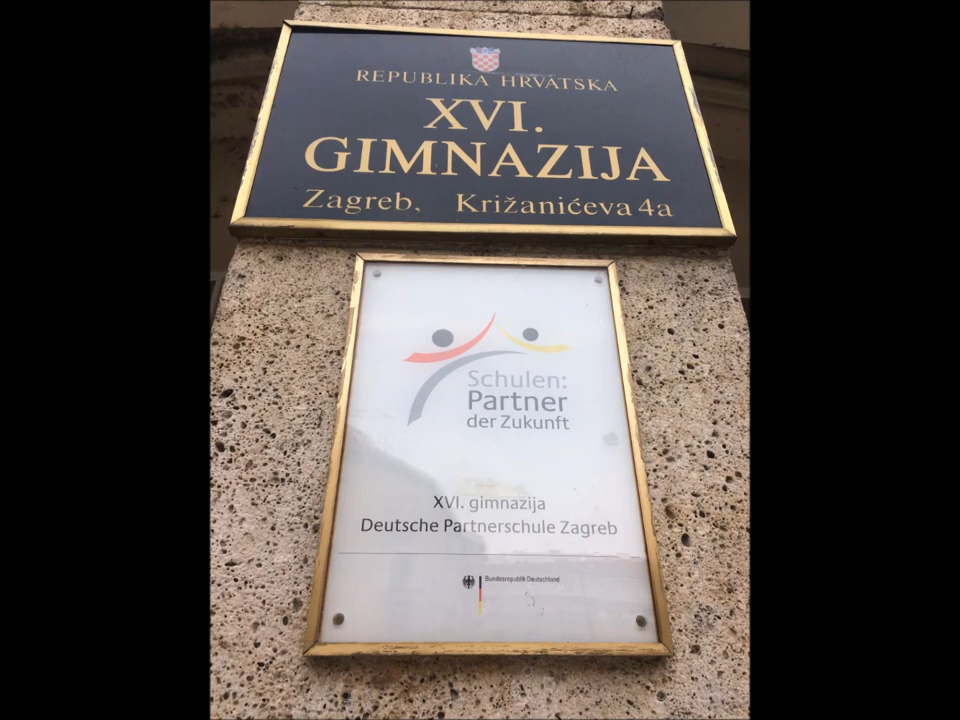 REPUBLIKA HRVATSKA
XVI.
GIMNAZIJA
Zagreb, Križanićeva 4a
Schulen:
Partner
der Zukunft
XVI. gimnazija
Deutsche Partnerschule Zagreb
Bundesrepublik Deutschland